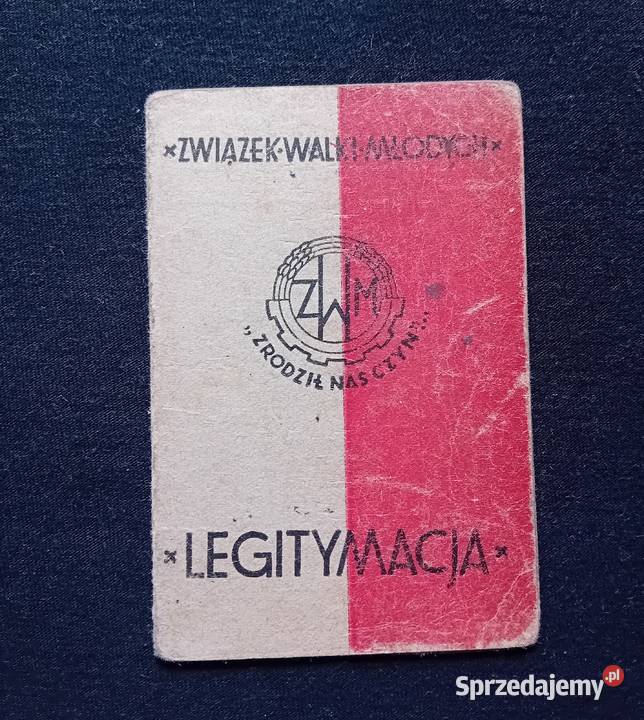 ×ZWIĄZEK·WALKI·MŁODYCH×
ZWM
„ZRODZIŁ NAS CZYN"...
×LEGITYMACJA×
Sprzedajemy.pl